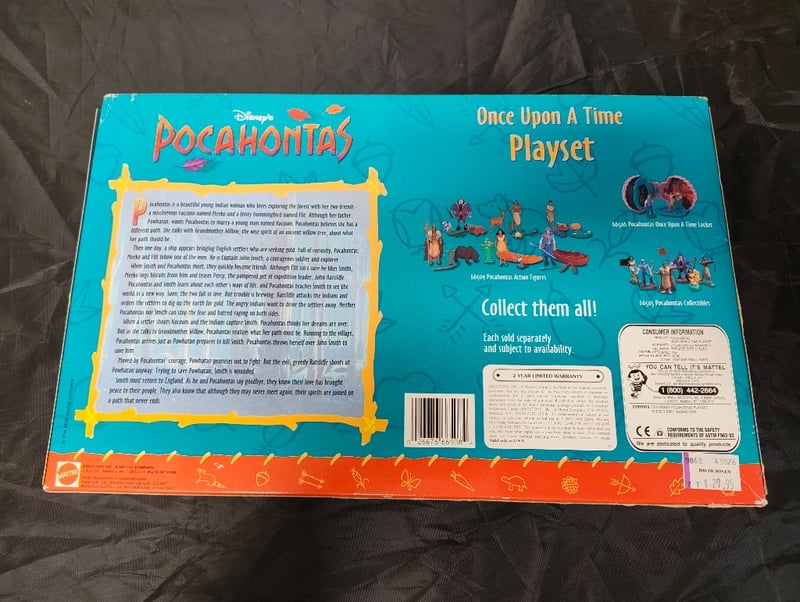 Disney's
POCAHONTAS
Pocahontas is a beautiful young Indian woman who loves exploring the forest with her two friends
a mischievous raccoon named Meeko and a feisty hummingbird named Flit. Although her father,
Powhatan, wants Pocahontas to marry a young man named Kocoum, Pocahontas believes she has a
different path. She talks with Grandmother Willow, the wise spirit of an ancient willow tree, about what
her path should be.
Then one day, a ship appears bringing English settlers who are seeking gold. Full of curiosity, Pocahontas,
Meeko and Flit follow one of the men. He is Captain John Smith, a courageous soldier and explorer
When Smith and Pocahontas meet, they quickly become friends. Although Flit isn't sure he likes Smith,
Meeko begs biscuits from him and teases Percy, the pampered pet of expedition leader, John Ratcliffe.
Pocahontas and Smith learn about each other's ways of life, and Pocahontas teaches Smith to see the
world in a new way. Soon, the two fall in love. But trouble is brewing. Ratcliffe attacks the Indians and
orders the settlers to dig up the earth for gold. The angry Indians want to drive the settlers away. Neither
Pocahontas nor Smith can stop the fear and hatred raging on both sides.
When a settler shoots Kocoum and the Indians capture Smith, Pocahontas thinks her dreams are over.
But as she talks to Grandmother Willow, Pocahontas realizes what her path must be. Running to the village,
Pocahontas arrives just as Powhatan prepares to kill Smith. Pocahontas throws herself over John Smith to
save him.
Moved by Pocahontas' courage, Powhatan promises not to fight. But the evil, greedy Ratcliffe shoots at
Powhatan anyway. Trying to save Powhatan, Smith is wounded.
Smith must return to England. As he and Pocahontas say goodbye, they know their love has brought
peace to their people. They also know that although they may never meet again, their spirits are joined on
a path that never ends.
Once Upon A Time
Playset
66506 Pocahontas Once Upon A Time Locket
66504 Pocahontas Action Figures
66505 Pocahontas Collectibles
Collect them all!
Each sold separately
and subject to availability.
2 YEAR LIMITED WARRANTY
CONSUMER INFORMATION
YOU CAN TELL IT'S MATTEL
1 (800) 442-2664
CE
CONFORMS TO THE SAFETY
REQUIREMENTS OF ASTM F963-92
We are dedicated to quality products
MATTEL
9868 43026
DAVID JONES
$ 29.95